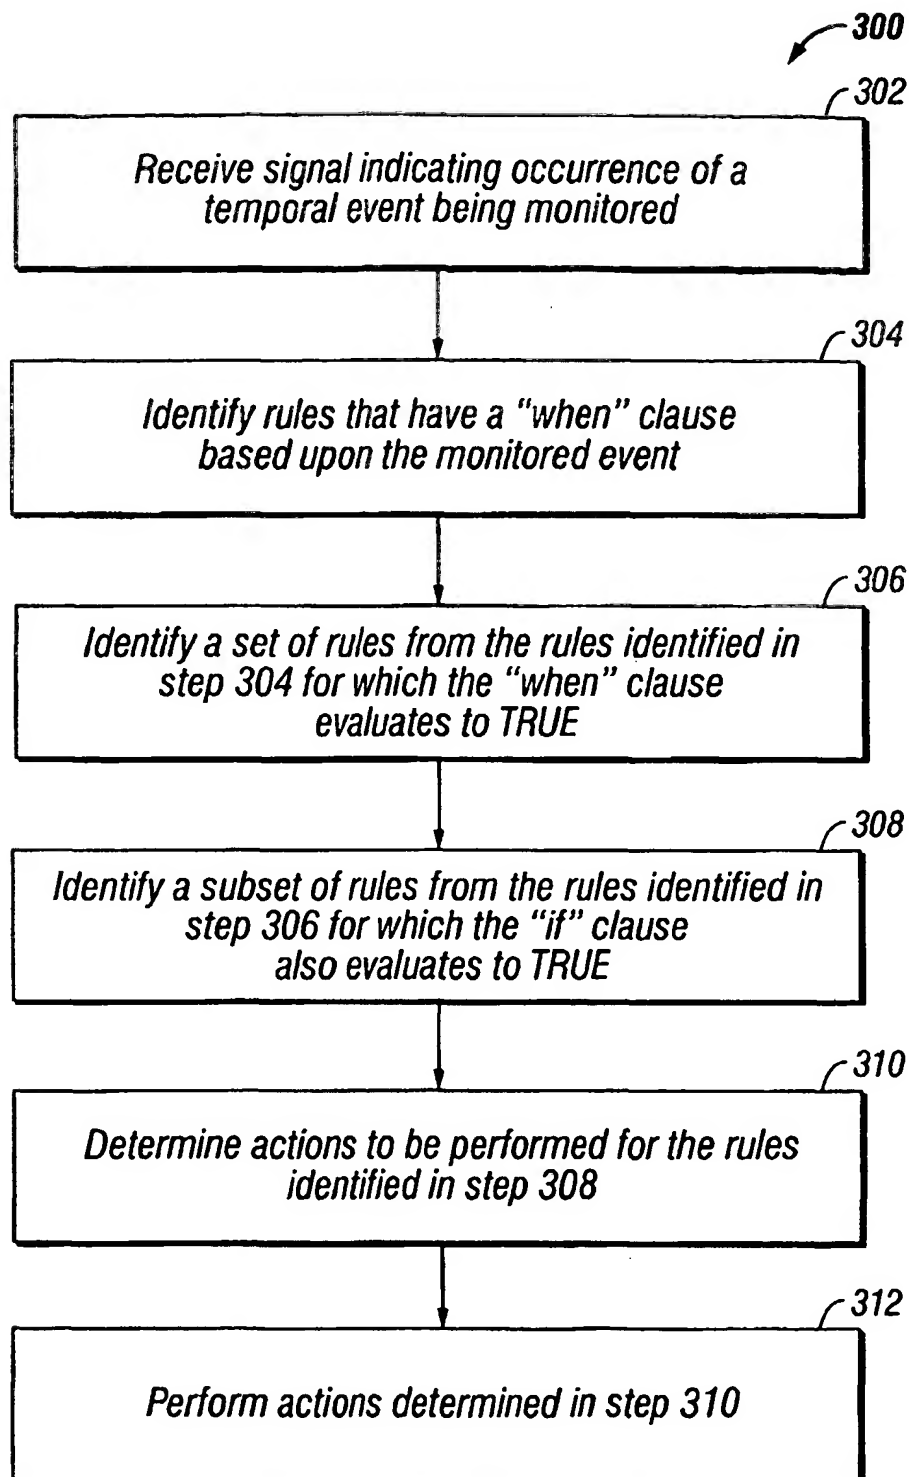 300
302
Receive signal indicating occurrence of a
temporal event being monitored
304
Identify rules that have a “when” clause
based upon the monitored event
306
Identify a set of rules from the rules identified in
step 304 for which the “when” clause
evaluates to TRUE
308
Identify a subset of rules from the rules identified in
step 306 for which the “if” clause
also evaluates to TRUE
310
Determine actions to be performed for the rules
identified in step 308
312
Perform actions determined in step 310